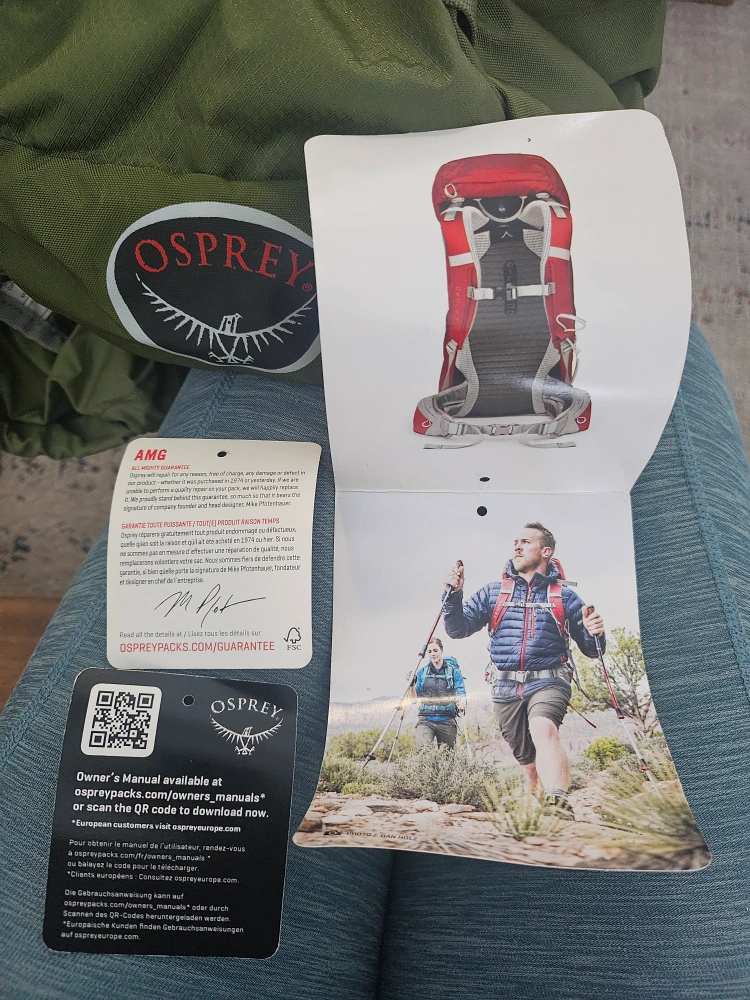 OSPREY®
AMG
ALL MIGHTY GUARANTEE
Osprey will repair for any reason, free of charge, any damage or defect in
our product – whether it was purchased in 1974 or yesterday. If we are
unable to perform a quality repair on your pack, we will happily replace
it. We proudly stand behind this guarantee, so much so that it bears the
signature of company founder and head designer, Mike Pfotenhauer.
GARANTIE TOUTE PUISSANTE / TOUT(E) PRODUIT RAISON TEMPS
Osprey réparera gratuitement tout produit endommagé ou défectueux,
quelle qu'en soit la raison et qu'il ait été acheté en 1974 ou hier. Si nous
ne sommes pas en mesure d'effectuer une réparation de qualité, nous
remplacerons volontiers votre sac. Nous sommes fiers de défendre cette
garantie, si bien qu'elle porte la signature de Mike Pfotenhauer, fondateur
et designer en chef de l'entreprise.
Read all the details at / Lisez tous les détails sur
OSPREYPACKS.COM/GUARANTEE
FSC
OSPREY
Owner's Manual available at
ospreypacks.com/owners_manuals*
or scan the QR code to download now.
*European customers visit ospreyeurope.com
Pour obtenir le manuel de l'utilisateur, rendez-vous
à ospreypacks.com/fr/owners_manuals *
ou balayez le code pour le télécharger.
*Clients européens : Consultez ospreyeurope.com.
Die Gebrauchsanweisung kann auf
ospreypacks.com/owners_manuals* oder durch
Scannen des QR-Codes heruntergeladen werden.
*Europaische Kunden finden Gebrauchsanweisungen
auf ospreyeurope.com.
PHOTO / DAN HOLZ